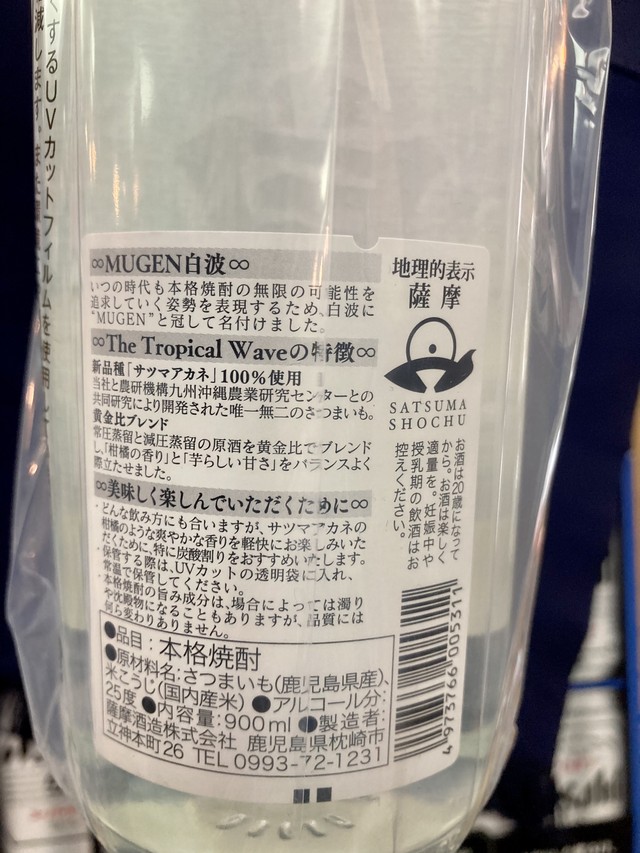 くするUVカットフィルムを使用して
減します。また
∞MUGEN白波∞
いつの時代も本格焼酎の無限の可能性を
追求していく姿勢を表現するため、白波に
“MUGEN”と冠して名付けました。
∞The Tropical Waveの特徴∞
新品種「サツマアカネ」100%使用
当社と農研機構九州沖縄農業研究センターとの
共同研究により開発された唯一無二のさつまいも。
黄金比ブレンド
常圧蒸留と減圧蒸留の原酒を黄金比でブレンド
し、「柑橘の香り」と「芋らしい甘さ」をバランスよく
際立たせました。
∞美味しく楽しんでいただくために∞
・どんな飲み方にも合いますが、サツマアカネの
柑橘のような爽やかな香りを軽快にお楽しみいた
だくために、特に炭酸割りをおすすめいたします。
・保管する際は、UVカットの透明袋に入れ、
常温で保管してください。
・本格焼酎の旨み成分は、場合によっては濁り
や沈殿物になることもありますが、品質には
何ら変わりありません。
●品目:本格焼酎
●原材料名:さつまいも(鹿児島県産)、
米こうじ(国内産米) ●アルコール分:
25度 ●内容量:900ml ●製造者:
薩摩酒造株式会社 鹿児島県枕崎市
立神本町26 TEL 0993-72-1231
地理的表示
薩摩
SATSUMA
SHOCHU
お酒は20歳になって
から。お酒は楽しく
適量を。妊娠中や
授乳期の飲酒はお
控えください。
4 973766 005311
Asahi